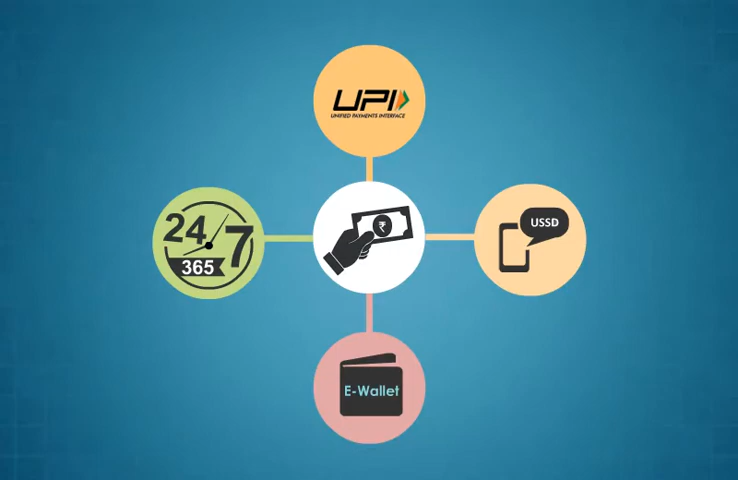 UPI
UNIFIED PAYMENTS INTERFACE
24
7
365
₹
USSD
E-Wallet